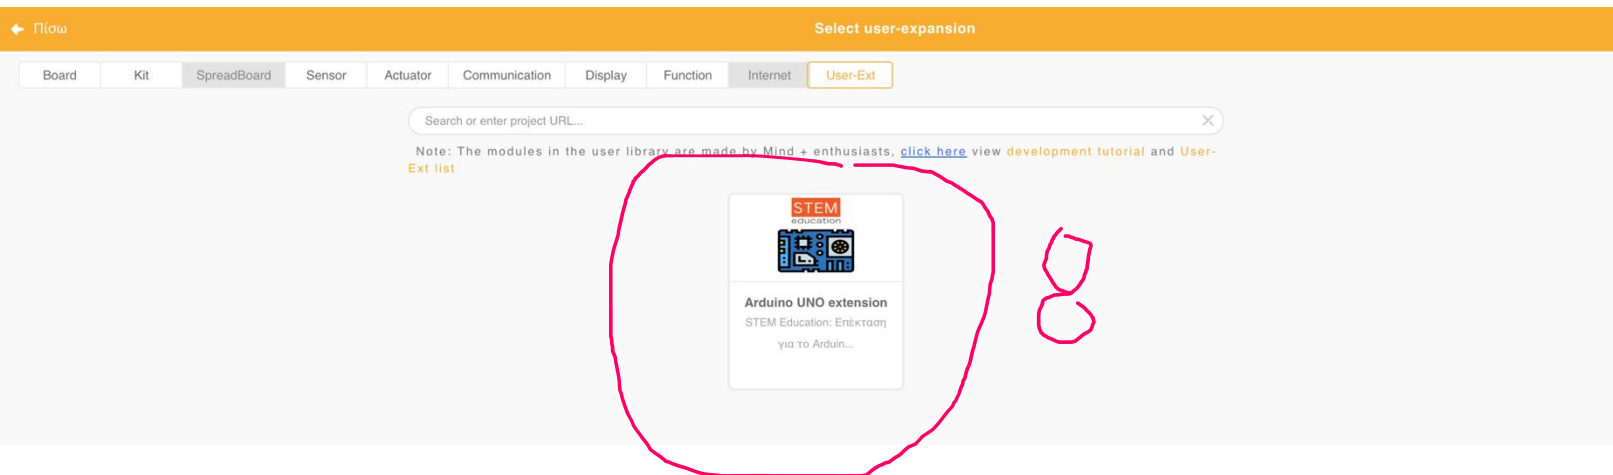 Πίσω
Select user-expansion
Board Kit SpreadBoard Sensor Actuator Communication Display Function Internet User-Ext
Search or enter project URL...
Note: The modules in the user library are made by Mind + enthusiasts, click here view development tutorial and User-
Ext list
STEM
education
Arduino UNO extension
STEM Education: Επέκταση
για το Arduin...
8